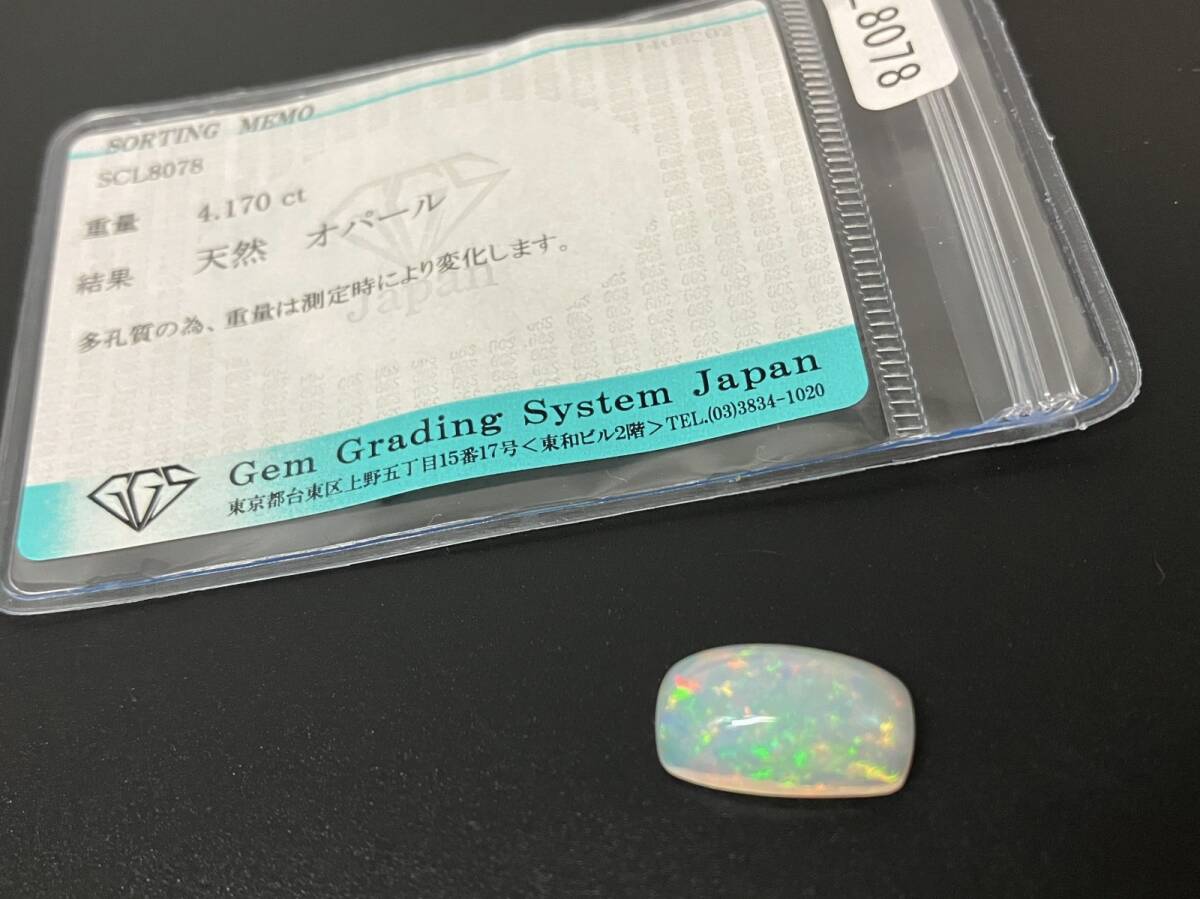 SORTING MEMO
SCL8078
重量 4.170 ct
結果 天然 オパール
多孔質の為、重量は測定時により変化します。
Japan
GGS
Gem Grading System Japan
東京都台東区上野五丁目15番17号<東和ビル2階>TEL.(03)3834-1020
8078